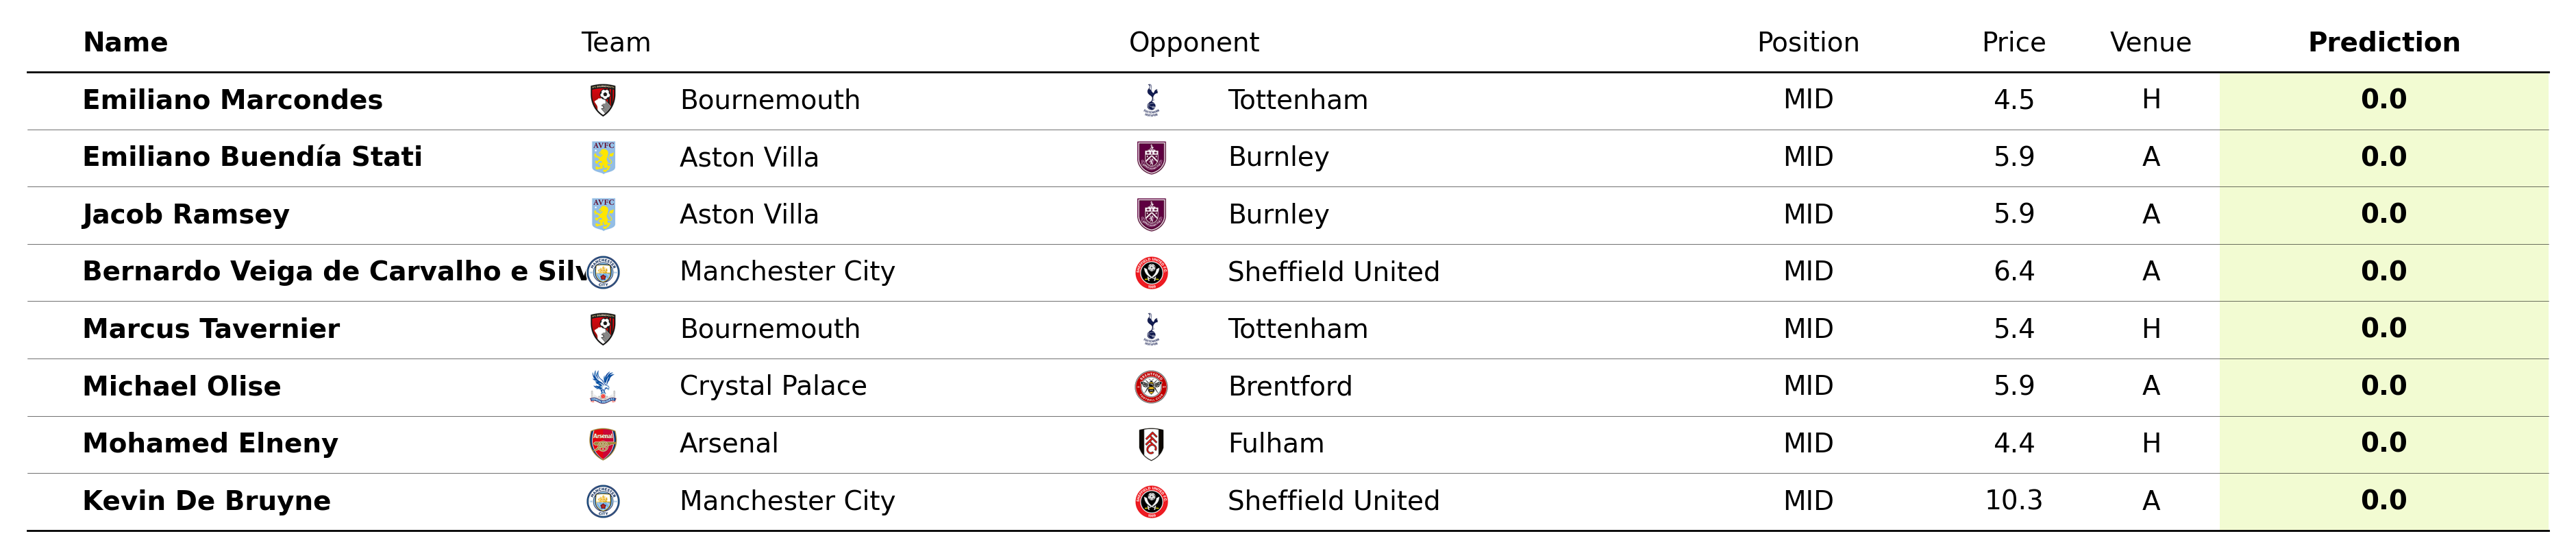 Name Team Opponent Position Price Venue Prediction
Emiliano Marcondes Bournemouth Tottenham MID 4.5 H 0.0
Emiliano Buendía Stati AVFC Aston Villa Burnley MID 5.9 A 0.0
Jacob Ramsey AVFC Aston Villa Burnley MID 5.9 A 0.0
Bernardo Veiga de Carvalho e Silv Manchester City Sheffield United MID 6.4 A 0.0
Marcus Tavernier Bournemouth Tottenham MID 5.4 H 0.0
Michael Olise Crystal Palace Brentford MID 5.9 A 0.0
Mohamed Elneny Arsenal Arsenal Fulham MID 4.4 H 0.0
Kevin De Bruyne Manchester City Sheffield United MID 10.3 A 0.0